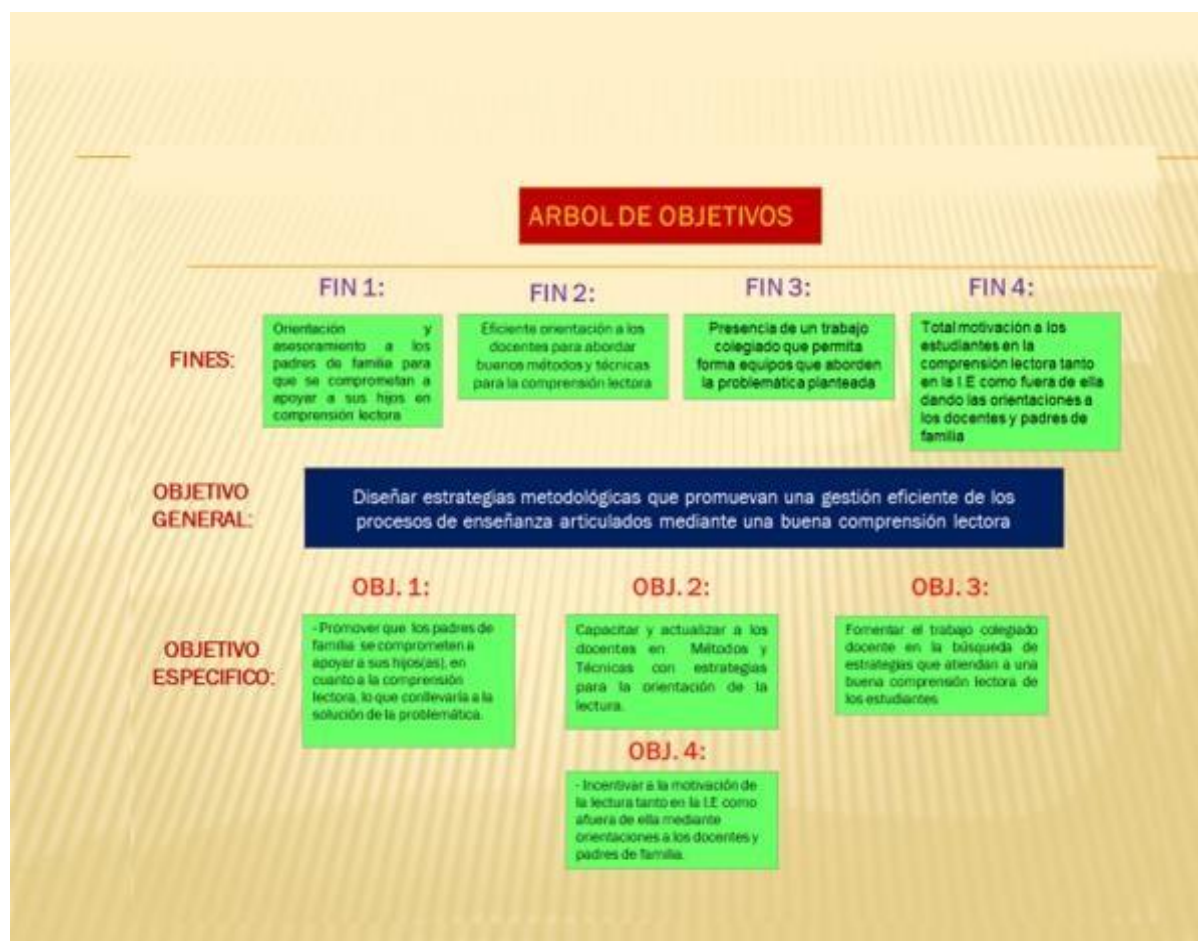 ARBOL DE OBJETIVOS
FIN 1:
FIN 2:
FIN 3:
FIN 4:
FINES:
Orientación y
asesoramiento a los
padres de familia para
que se comprometan a
apoyar a sus hijos en
comprensión lectora
Eficiente orientación a los
docentes para abordar
buenos métodos y técnicas
para la comprensión lectora
Presencia de un trabajo
colegiado que permita
forma equipos que aborden
la problemática planteada
Total motivación a los
estudiantes en la
comprensión lectora tanto
en la I.E como fuera de ella
dando las orientaciones a
los docentes y padres de
familia
OBJETIVO
GENERAL:
Diseñar estrategias metodológicas que promuevan una gestión eficiente de los
procesos de enseñanza articulados mediante una buena comprensión lectora
OBJ. 1:
OBJ. 2:
OBJ. 3:
OBJETIVO
ESPECIFICO:
- Promover que los padres de
familia se comprometen a
apoyar a sus hijos(as), en
cuanto a la comprensión
lectora, lo que conllevaría a la
solución de la problemática.
Capacitar y actualizar a los
docentes en Métodos y
Técnicas con estrategias
para la orientación de la
lectura.
Fomentar el trabajo colegiado
docente en la búsqueda de
estrategias que atiendan a una
buena comprensión lectora de
los estudiantes
OBJ. 4:
- Incentivar a la motivación de
la lectura tanto en la I.E como
afuera de ella mediante
orientaciones a los docentes y
padres de familia.